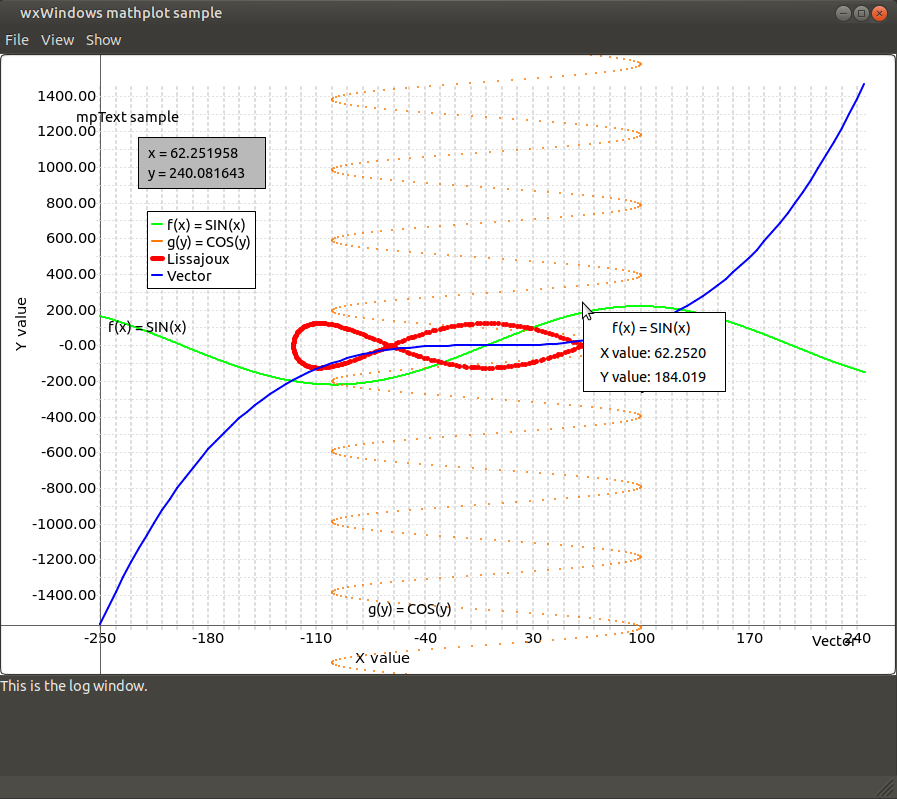 wxWindows mathplot sample
File View Show
1400.00
mpText sample
1200.00
x = 62.251958
1000.00
y = 240.081643
800.00
f(x) = SIN(x)
600.00
g(y) = COS(y)
Lissajoux
400.00
Vector
200.00
f(x) = SIN(x)
f(x) = SIN(x)
Y value
-0.00
X value: 62.2520
Y value: 184.019
-200.00
-400.00
-600.00
-800.00
-1000.00
-1200.00
-1400.00
g(y) = COS(y)
-250 -180 -110 -40 30 100 170 240
Vector
X value
This is the log window.